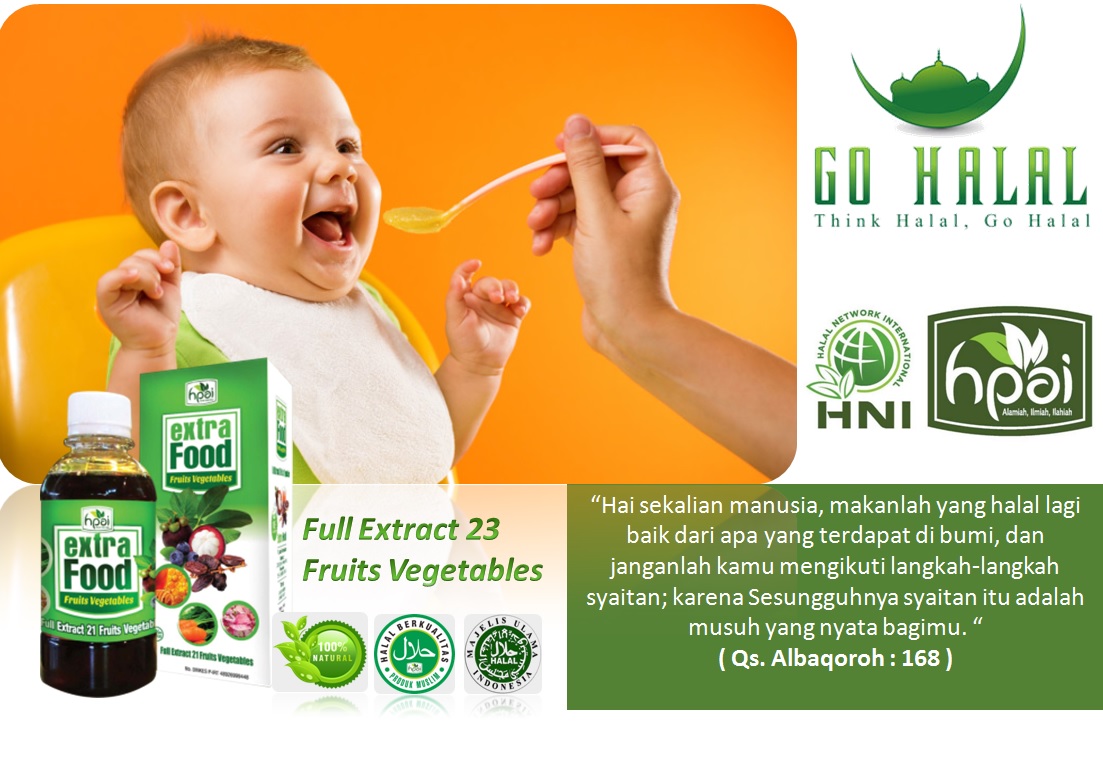 GO HALAL
Think Halal, Go Halal
HALAL NETWORK INTERNATIONAL
HNI
hpai
Alamiah, Ilmiah, Ilahiah
hpai
extra
Food
Fruits Vegetables
Full Extract 21 Fruits Vegetables
hpai
extra
Food
Fruits Vegetables
Full Extract 21 Fruits Vegetab
Full Extract 23
Fruits Vegetables
100%
NATURAL
HALAL BERKUALITAS
حلال
hpai
PRODUK MUSLIM
MAJELIS ULAMA
حلال
HALAL
INDONESIA
“Hai sekalian manusia, makanlah yang halal lagi
baik dari apa yang terdapat di bumi, dan
janganlah kamu mengikuti langkah-langkah
syaitan; karena Sesungguhnya syaitan itu adalah
musuh yang nyata bagimu. “
( Qs. Albaqoroh : 168 )